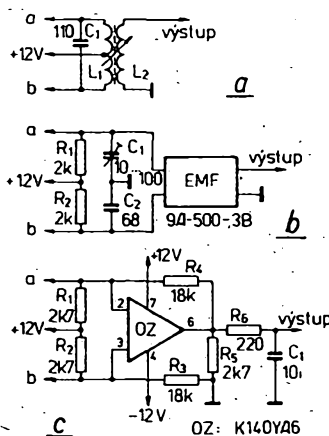 a
110
C₁
výstup
+12V
L₁
L₂
b
a
a
R₁
2k
C₁
10
100
výstup
+12V
EMF
R₂
2k
C₂
68
9Д-500-3В
b
b
+12V
a
R₄
18k
R₁
2k7
2
7
R₆
výstup
+12V
OZ
6
220
R₂
2k7
3
4
R₅
2k7
C₁
10
R₃
b
18k
-12V
c
OZ: K140УД6